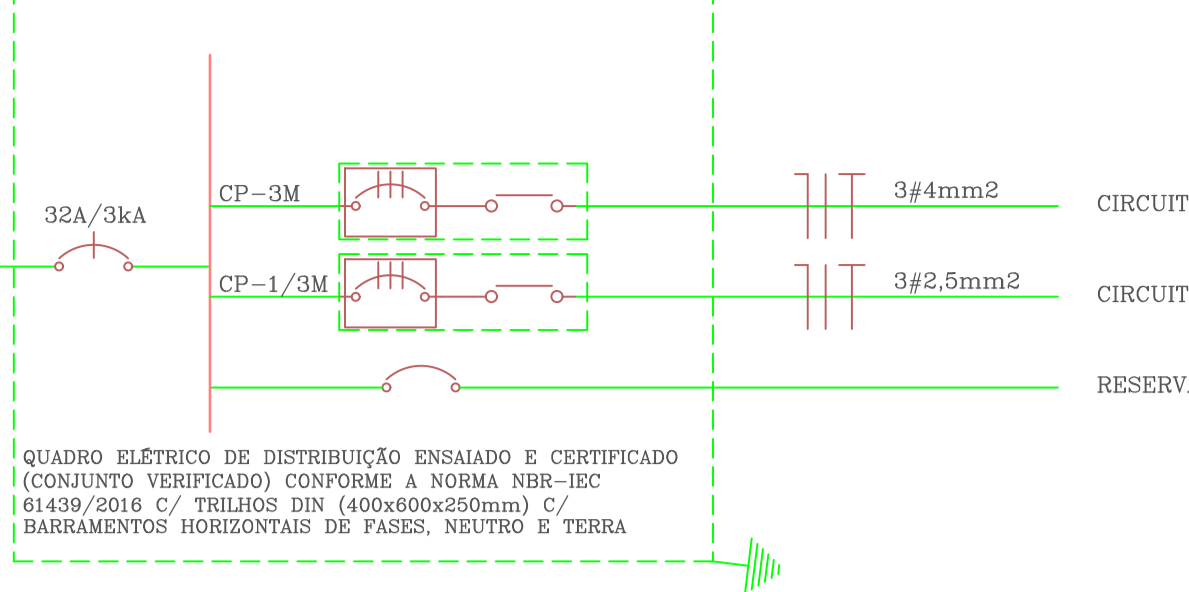 CP-3M
3#4mm2
CIRCUIT
32A/3kA
CP-1/3M
3#2,5mm2
CIRCUIT
RESERVA
QUADRO ELÉTRICO DE DISTRIBUIÇÃO ENSAIADO E CERTIFICADO
(CONJUNTO VERIFICADO) CONFORME A NORMA NBR-IEC
61439/2016 C/ TRILHOS DIN (400x600x250mm) C/
BARRAMENTOS HORIZONTAIS DE FASES, NEUTRO E TERRA